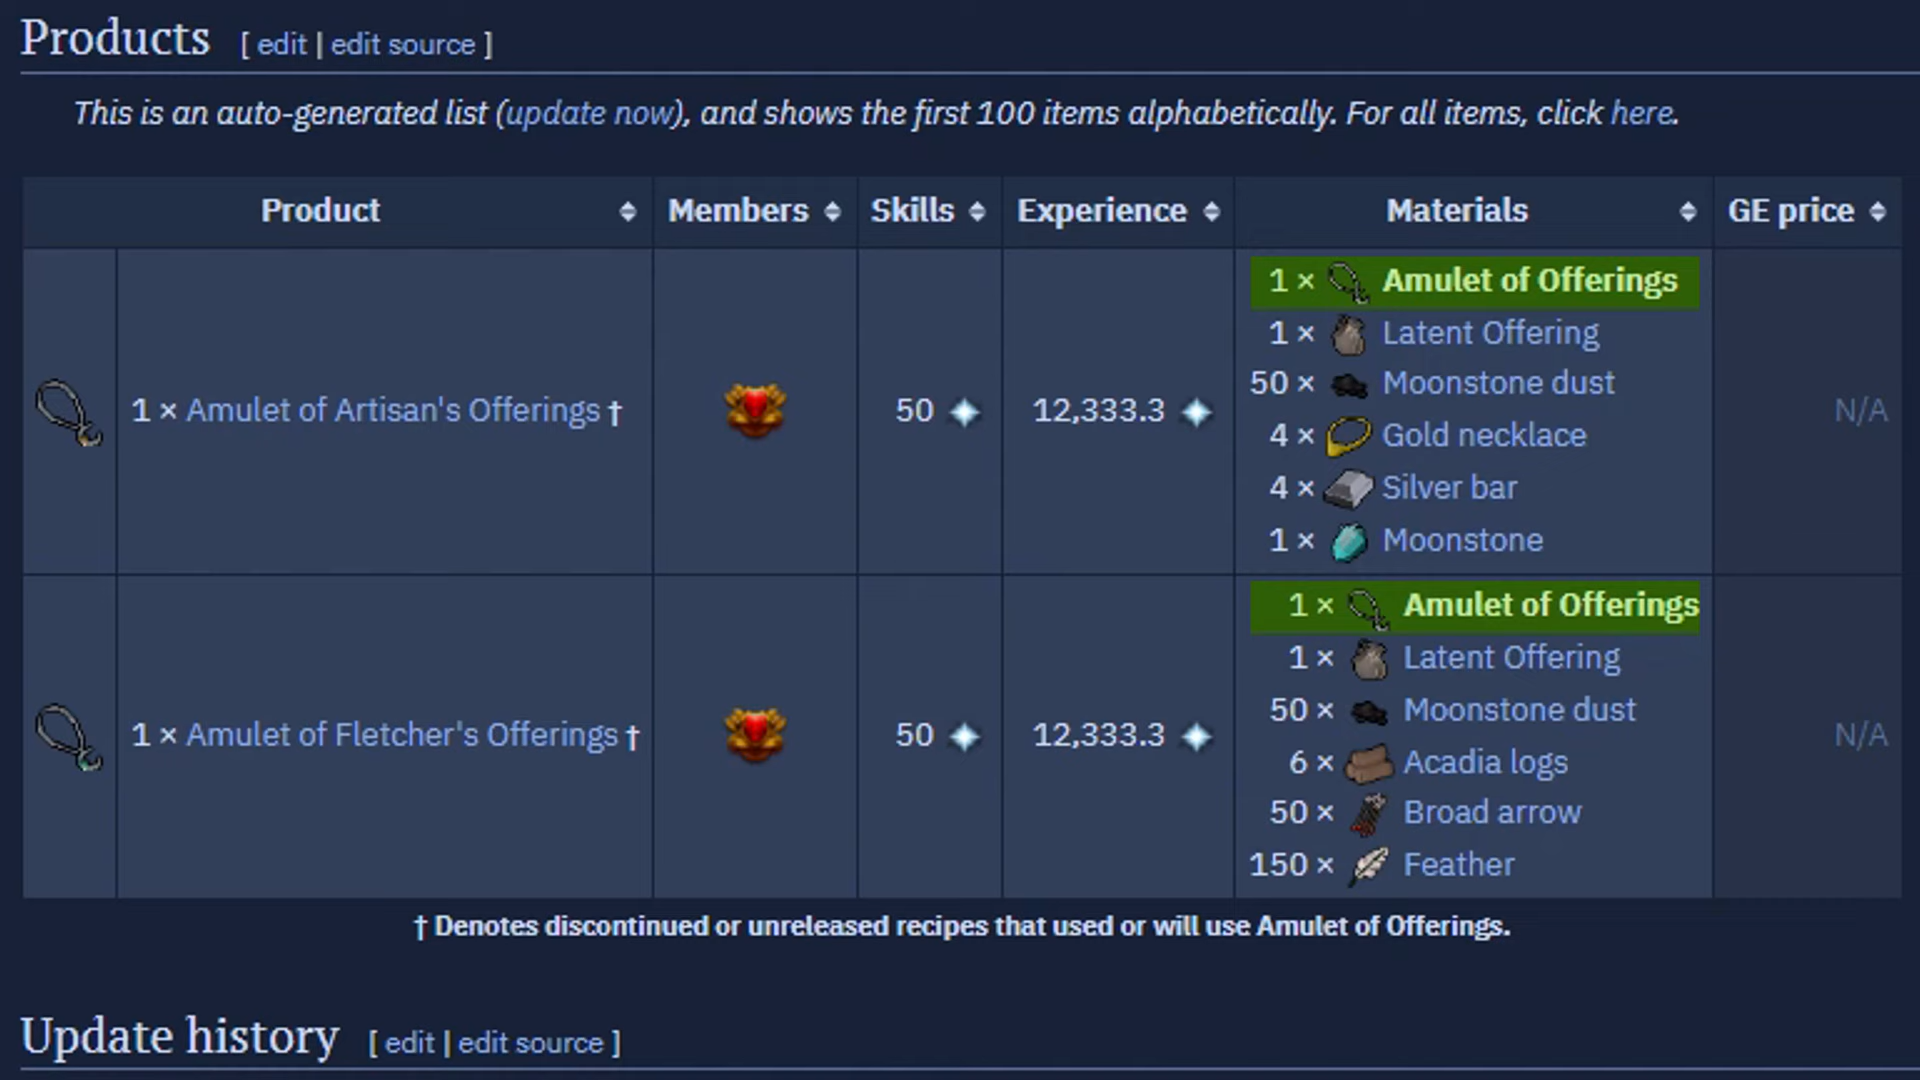 Products [ edit | edit source ]
This is an auto-generated list (update now), and shows the first 100 items alphabetically. For all items, click here.
Product Members Skills Experience Materials GE price
1 × Amulet of Artisan's Offerings † 50 12,333.3 N/A
1 × Amulet of Offerings
1 × Latent Offering
50 × Moonstone dust
4 × Gold necklace
4 × Silver bar
1 × Moonstone
1 × Amulet of Fletcher's Offerings † 50 12,333.3 N/A
1 × Amulet of Offerings
1 × Latent Offering
50 × Moonstone dust
6 × Acadia logs
50 × Broad arrow
150 × Feather
† Denotes discontinued or unreleased recipes that used or will use Amulet of Offerings.
Update history [ edit | edit source ]